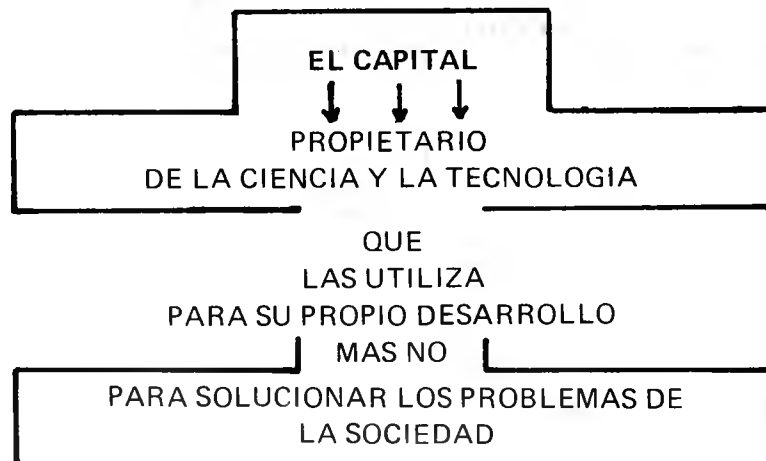 EL CAPITAL
PROPIETARIO
DE LA CIENCIA Y LA TECNOLOGIA
QUE
LAS UTILIZA
PARA SU PROPIO DESARROLLO
MAS NO
PARA SOLUCIONAR LOS PROBLEMAS DE
LA SOCIEDAD